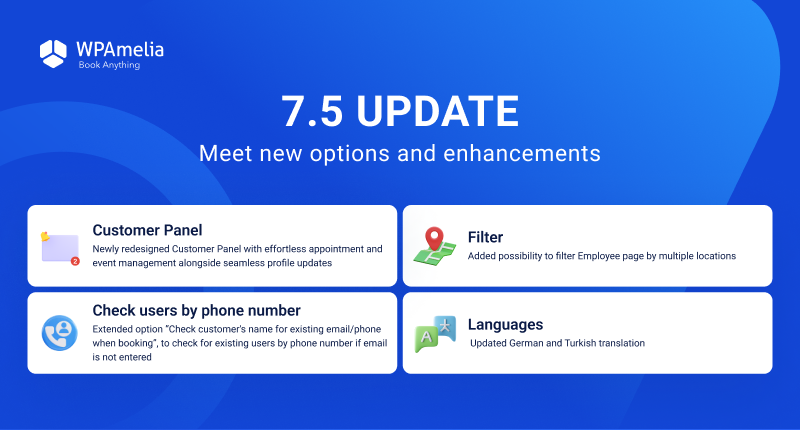 WPAmelia
Book Anything
7.5 UPDATE
Meet new options and enhancements
Customer Panel
Newly redesigned Customer Panel with effortless appointment and
event management alongside seamless profile updates
2
Filter
Added possibility to filter Employee page by multiple locations
Check users by phone number
Extended option “Check customer's name for existing email/phone
when booking”, to check for existing users by phone number if email
is not entered
A
Languages
Updated German and Turkish translation